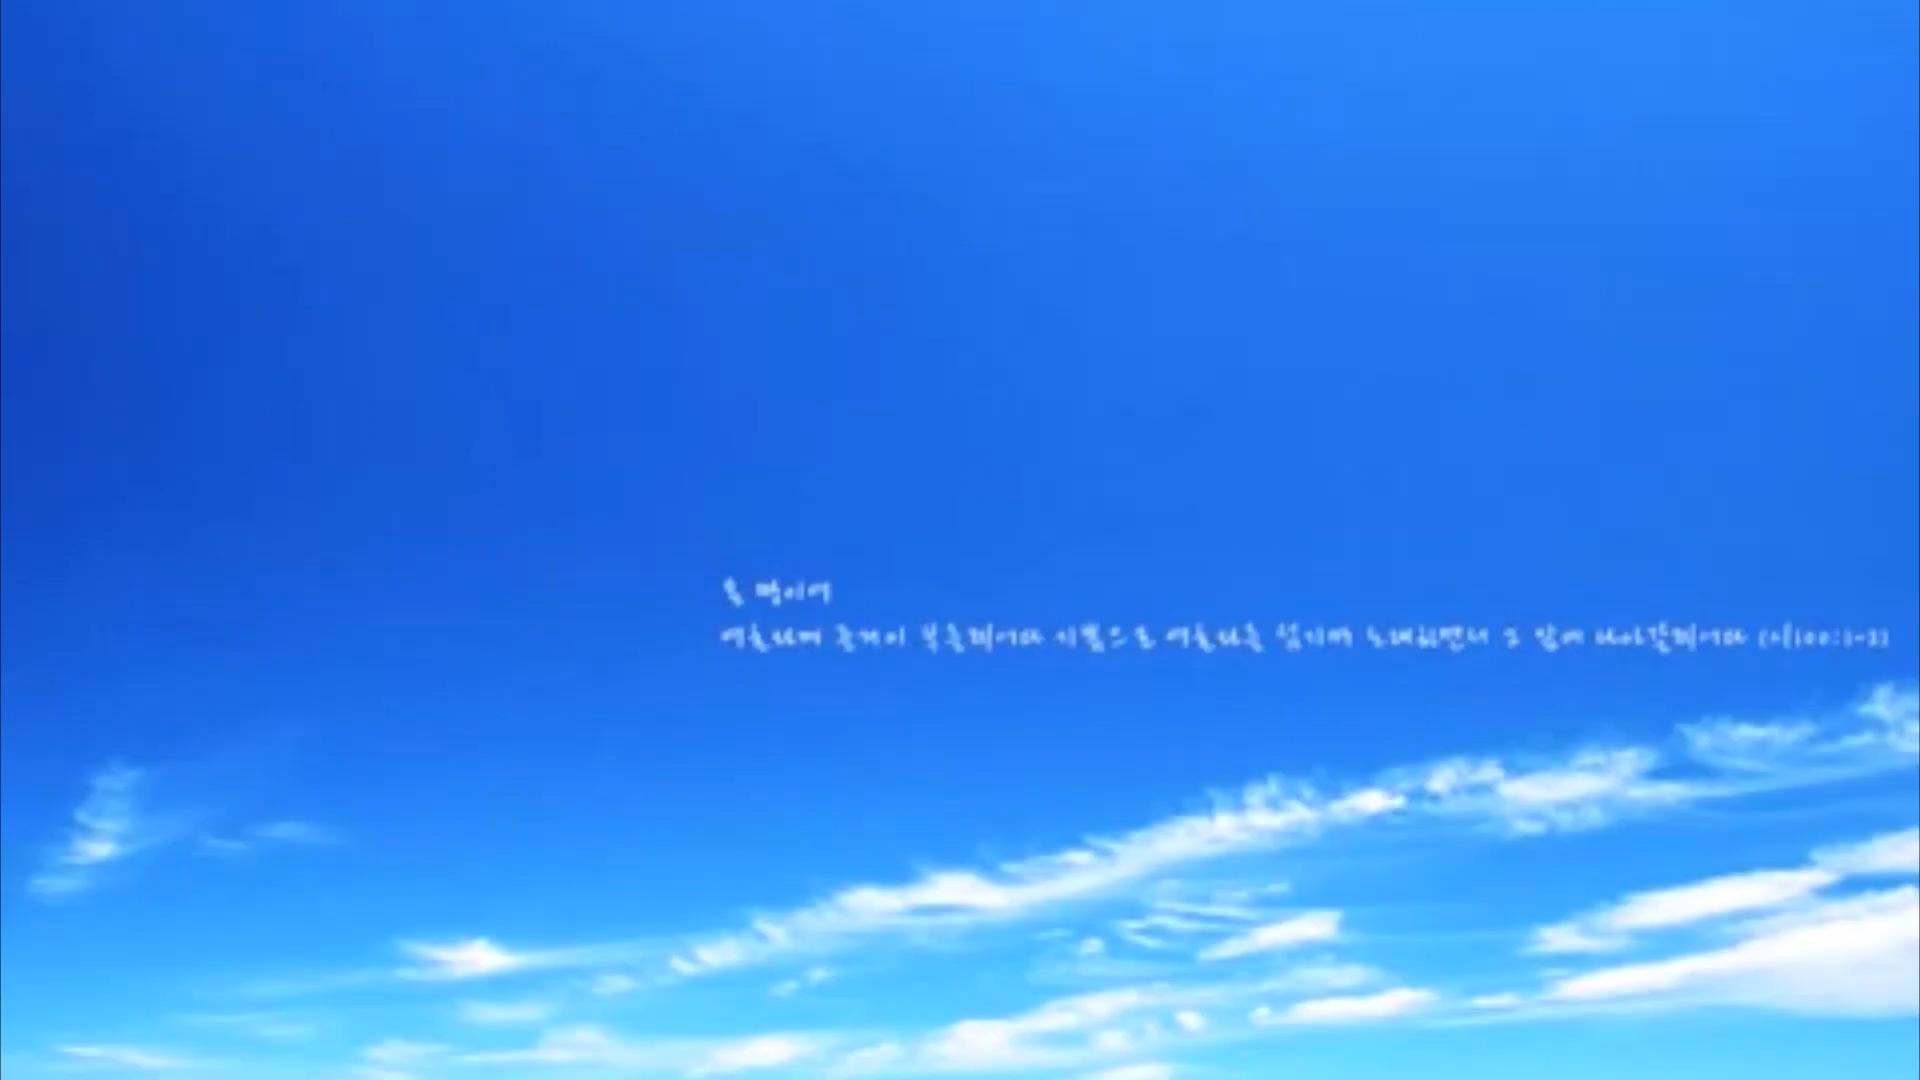 온 땅이여
여호와께 즐거이 부를지어다 기쁨으로 여호와를 섬기며 노래하면서 그 앞에 나아갈지어다 (시100:1-2)